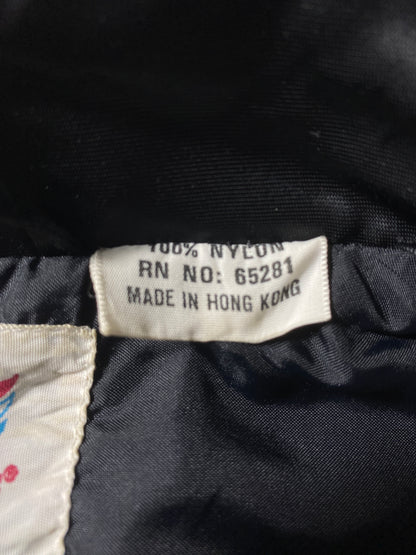 100% NYLON
RN NO: 65281
MADE IN HONG KONG
®